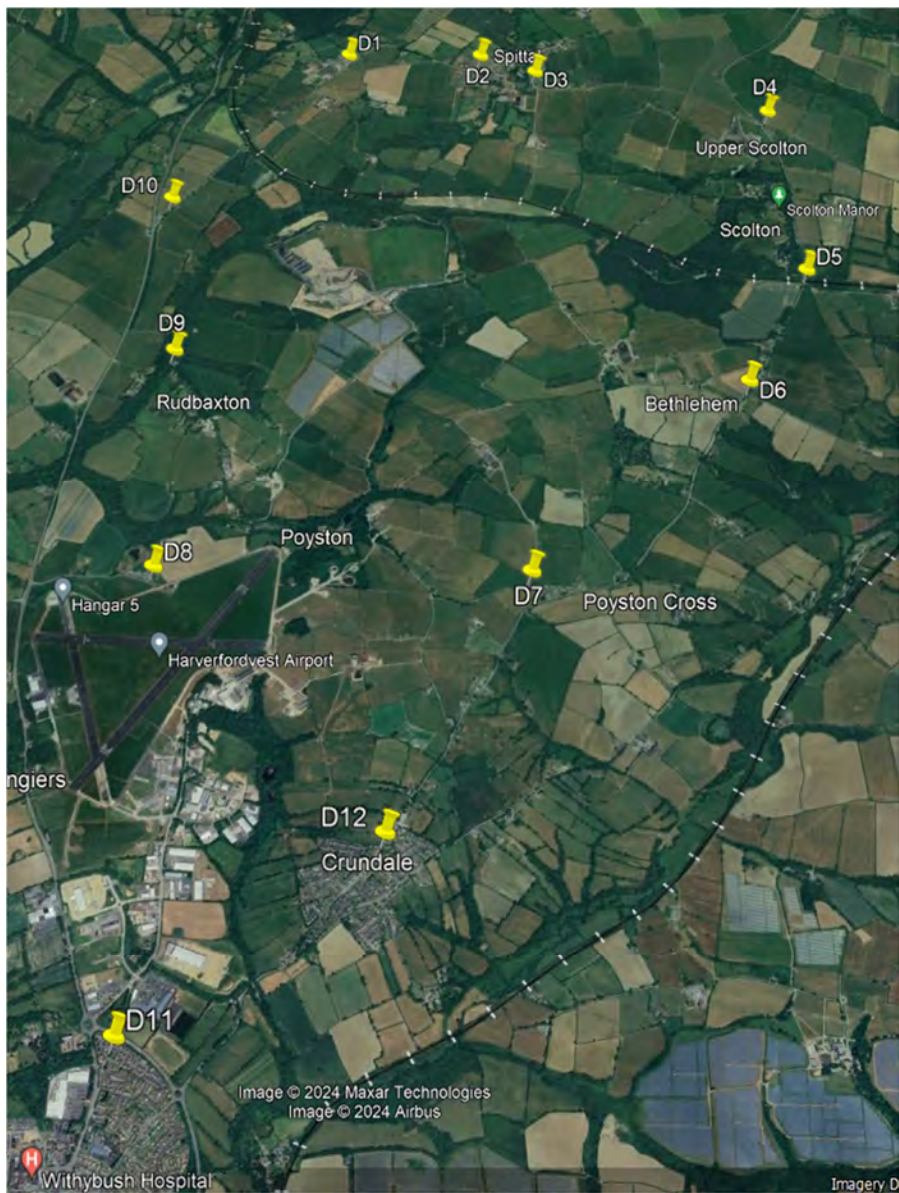 D1
D2
Spitta
D3
D4
Upper Scolton
D10
Scolton Manor
Scolton
D5
D9
Rudbaxton
D6
Bethlehem
Poyston
D8
D7
Hangar 5
Poyston Cross
Harverfordvest Airport
ngiers
D12
Crundale
D11
Image © 2024 Maxar Technologies
Image © 2024 Airbus
H
Withybush Hospital
Imagery D